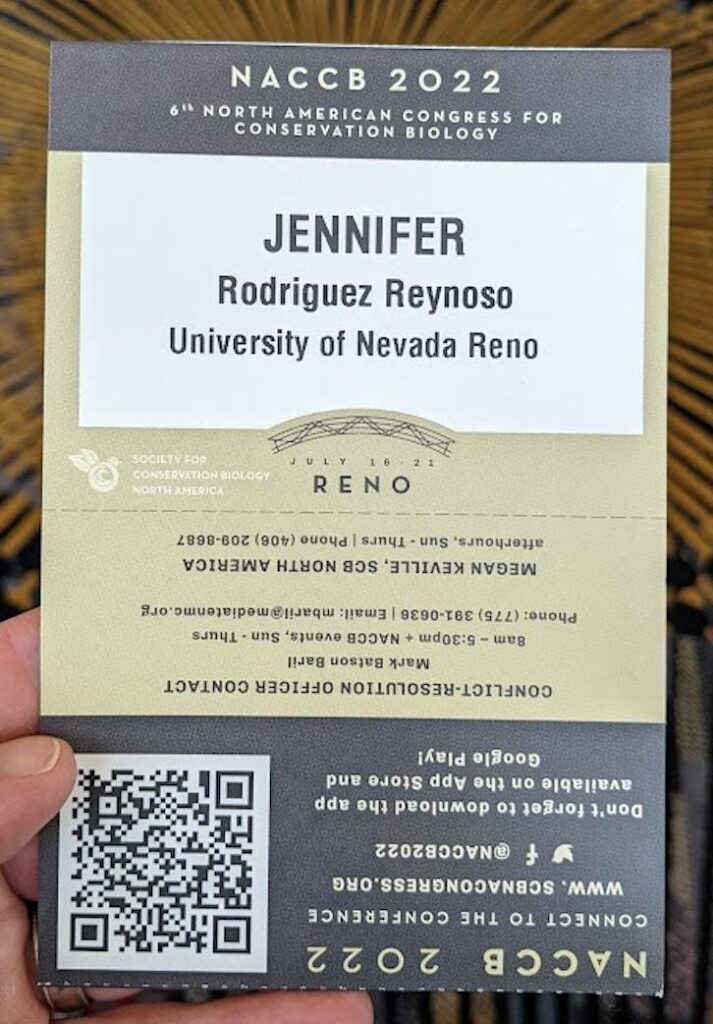 NACCB 2022
6th NORTH AMERICAN CONGRESS FOR
CONSERVATION BIOLOGY
JENNIFER
Rodriguez Reynoso
University of Nevada Reno
SOCIETY FOR
CONSERVATION BIOLOGY
NORTH AMERICA
JULY 16 - 21
RENO
NACCB 2022
CONNECT TO THE CONFERENCE
WWW. SCBNACONGRESS.ORG
@NACCB2022
Don't forget to download the app
available on the App Store and
Google Play!
CONFLICT-RESOLUTION OFFICER CONTACT
Mark Batson Baril
8am – 5:30pm + NACCB events, Sun - Thurs
Phone: (775) 391-0636 | Email: mbaril@mediatenmc.org
MEGAN KEVILLE, SCB NORTH AMERICA
afterhours, Sun - Thurs | Phone (406) 209-8687